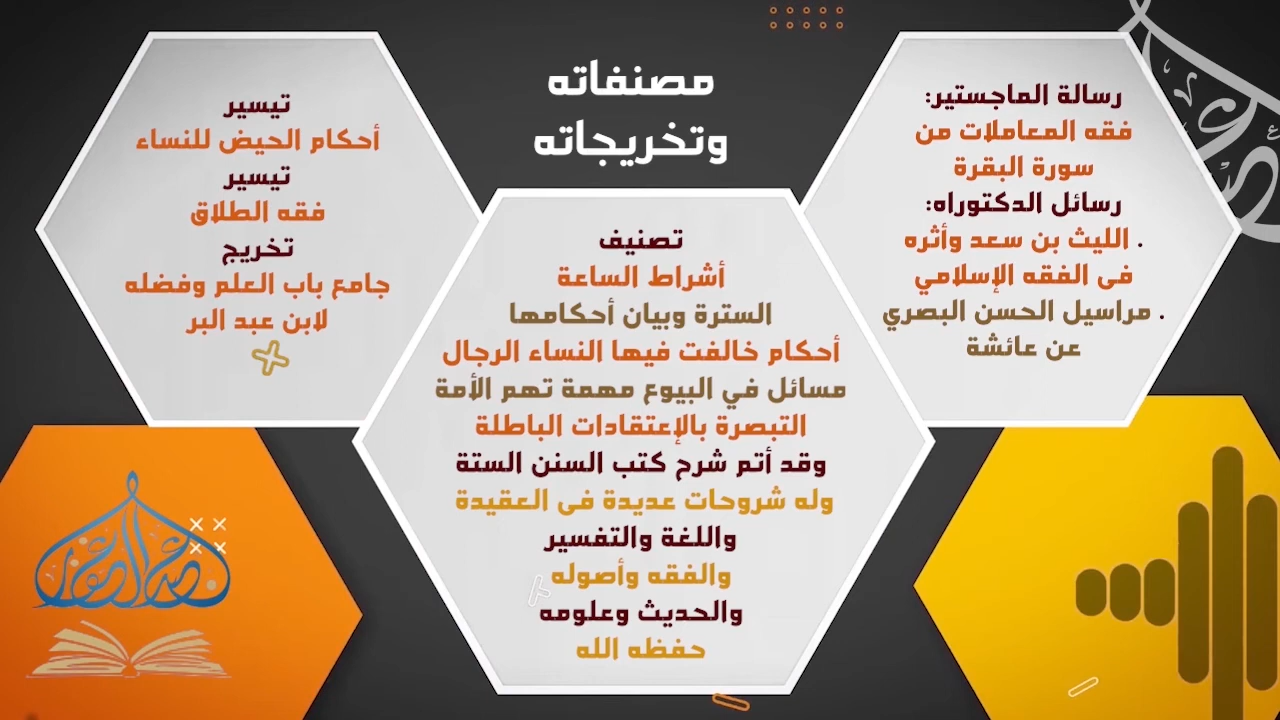 مصنفاته
وتخريجاته
رسالة الماجستير:
فقه المعاملات من
سورة البقرة
رسائل الدكتوراه:
. الليث بن سعد وأثره
فى الفقه الإسلامي
. مراسيل الحسن البصري
عن عائشة
تصنيف
أشراط الساعة
السترة وبيان أحكامها
أحكام خالفت فيها النساء الرجال
مسائل في البيوع مهمة تهم الأمة
التبصرة بالإعتقادات الباطلة
وقد أتم شرح كتب السنن الستة
وله شروحات عديدة فى العقيدة
واللغة والتفسير
والفقه وأصوله
والحديث وعلومه
حفظه الله
تيسير
أحكام الحيض للنساء
تيسير
فقه الطلاق
تخريج
جامع باب العلم وفضله
لابن عبد البر